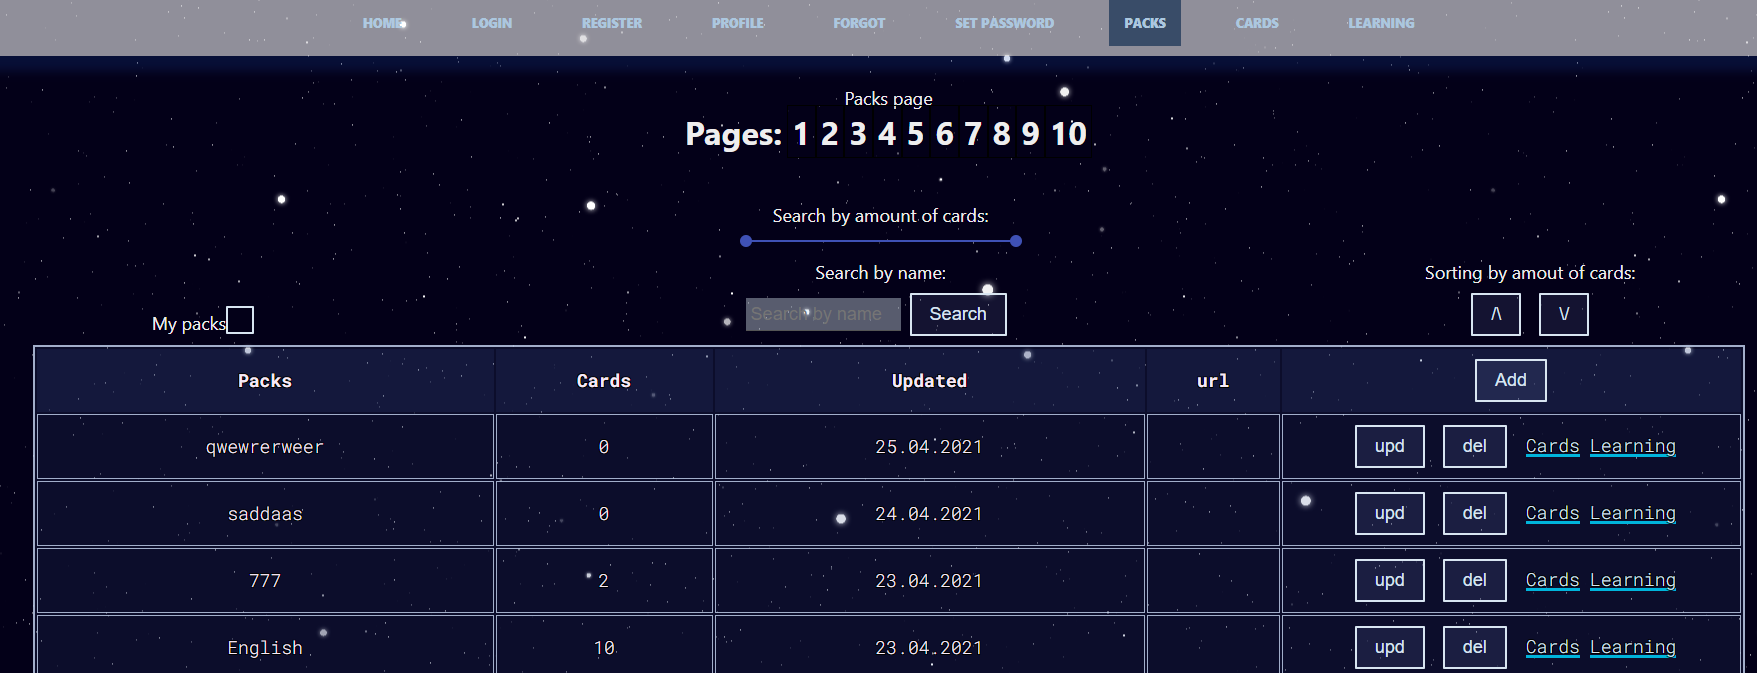 HOME LOGIN REGISTER PROFILE FORGOT SET PASSWORD PACKS CARDS LEARNING
Packs page
Pages: 1 2 3 4 5 6 7 8 9 10
Search by amount of cards:
Search by name:
Sorting by amout of cards:
My packs
Search by name Search
/\ \/
Packs Cards Updated url Add
qwewrerweer 0 25.04.2021 upd del Cards Learning
saddaas 0 24.04.2021 upd del Cards Learning
777 2 23.04.2021 upd del Cards Learning
English 10 23.04.2021 upd del Cards Learning